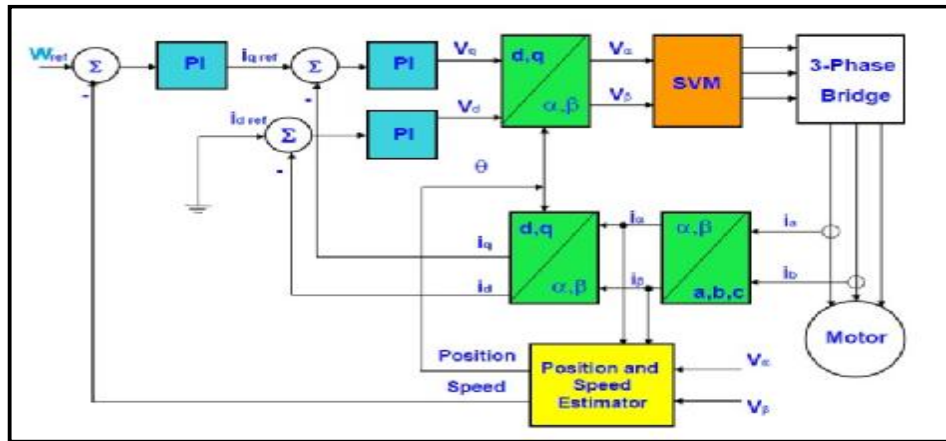 Wref
Σ
-
PI
iq ref
Σ
-
PI
Vq
d,q
α,β
Vα
Vβ
SVM
3-Phase
Bridge
id ref
Σ
-
PI
Vd
θ
iq
id
d,q
α,β
iα
iβ
α,β
a,b,c
ia
ib
Motor
Position
Speed
Position and
Speed
Estimator
Vα
Vβ